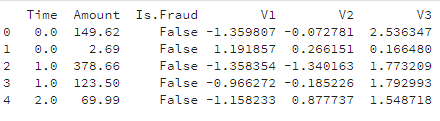 Time Amount Is.Fraud V1 V2 V3
0 0.0 149.62 False -1.359807 -0.072781 2.536347
1 0.0 2.69 False 1.191857 0.266151 0.166480
2 1.0 378.66 False -1.358354 -1.340163 1.773209
3 1.0 123.50 False -0.966272 -0.185226 1.792993
4 2.0 69.99 False -1.158233 0.877737 1.548718